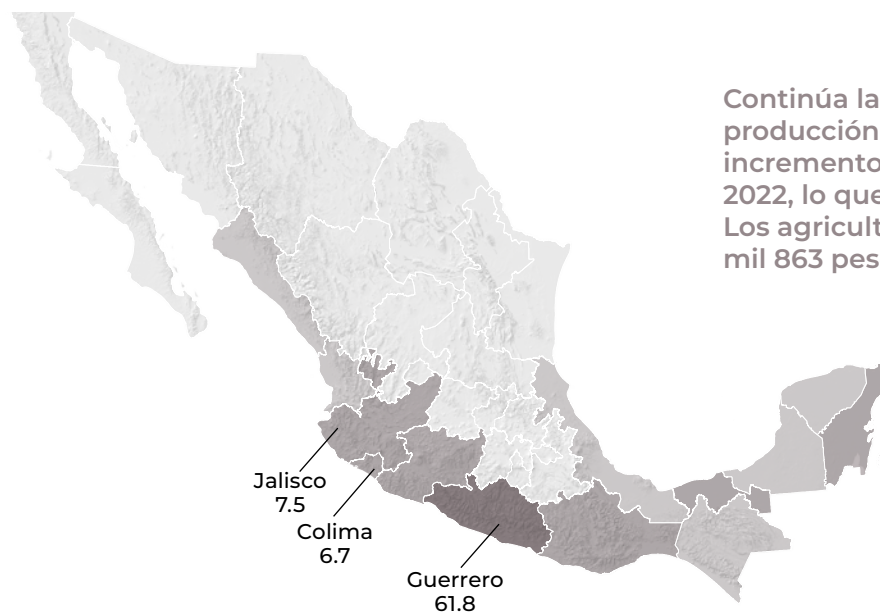 Continúa la
producción
incremento
2022, lo que
Los agricult
mil 863 pes
Jalisco
7.5
Colima
6.7
Guerrero
61.8